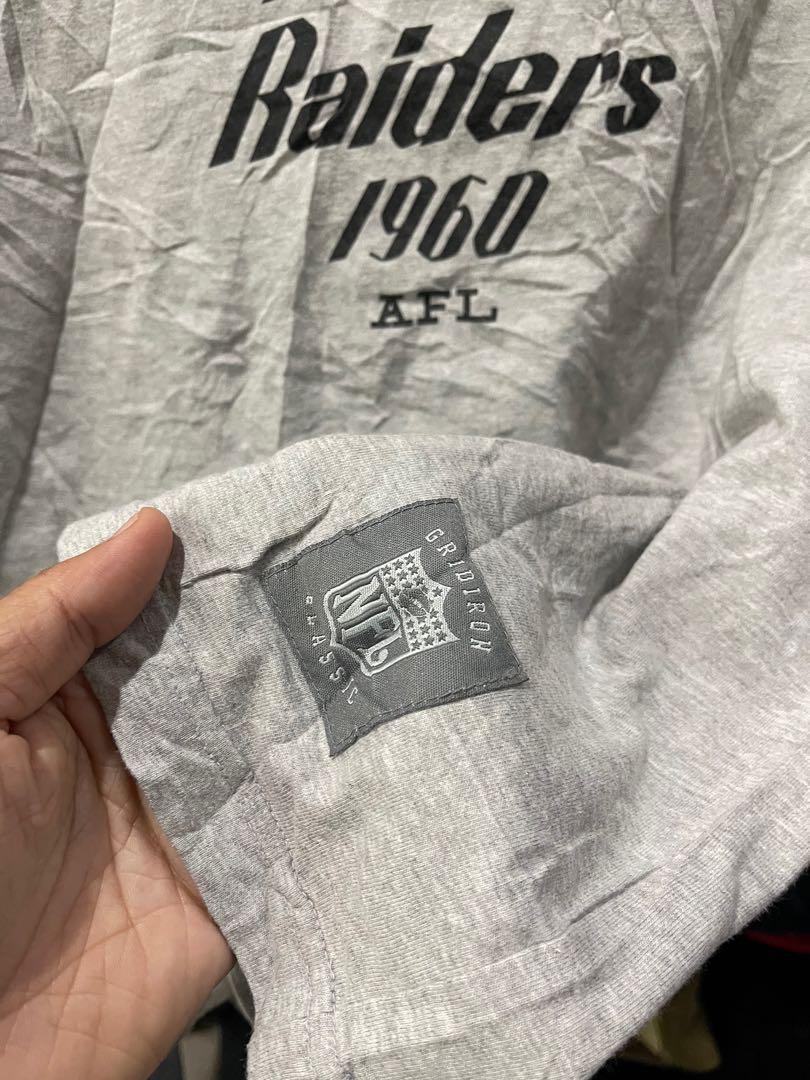 Raiders
1960
AFL
GRIDIRON
NFL
CLASSIC